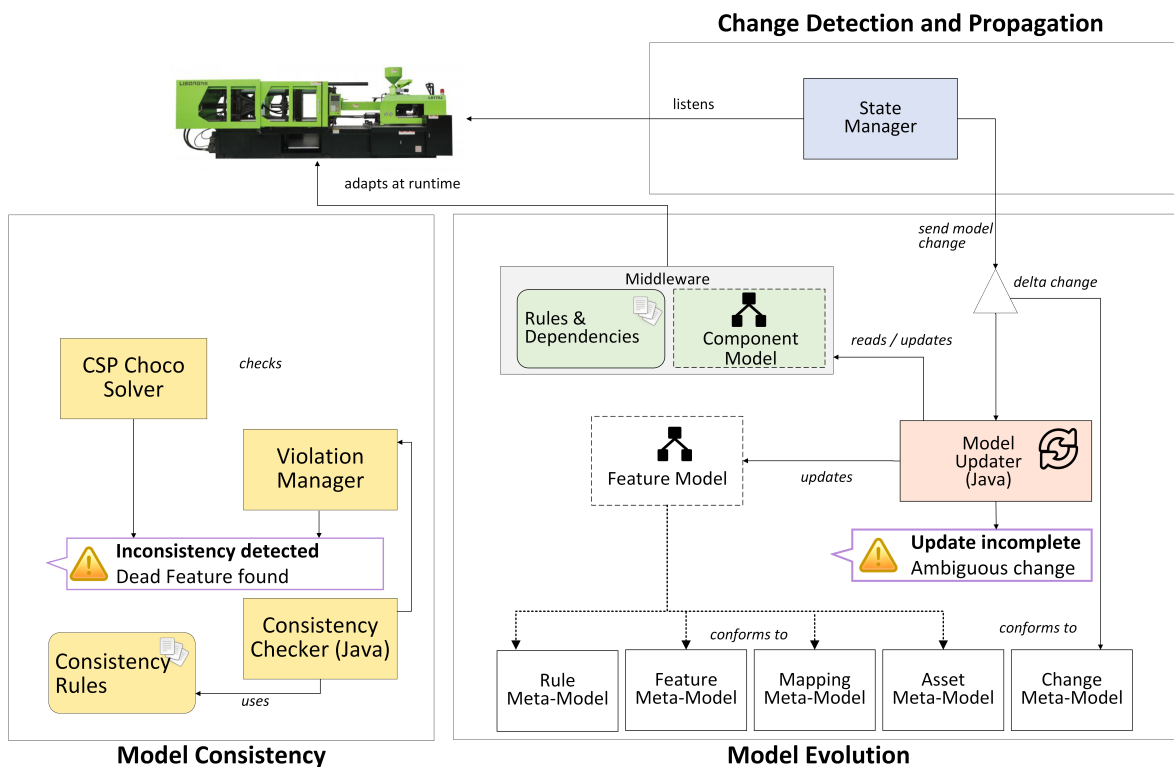 Change Detection and Propagation
LISONGTEK
listens
State
Manager
adapts at runtime
send model
change
Middleware
delta change
Rules &
Dependencies
Component
Model
reads / updates
CSP Choco
Solver
checks
Violation
Manager
Feature Model
updates
Model
Updater
(Java)
Inconsistency detected
Dead Feature found
Update incomplete
Ambiguous change
Consistency
Checker (Java)
Consistency
Rules
uses
conforms to
conforms to
Rule
Meta-Model
Feature
Meta-Model
Mapping
Meta-Model
Asset
Meta-Model
Change
Meta-Model
Model Consistency
Model Evolution